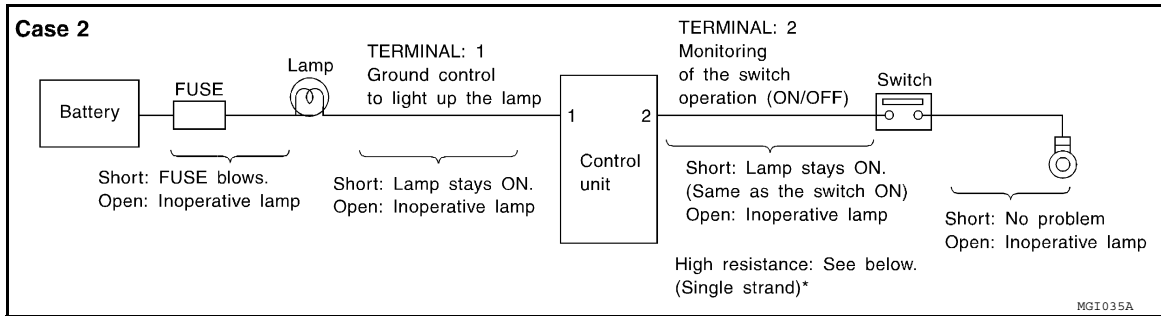 Case 2
Battery
FUSE
Lamp
TERMINAL: 1
Ground control
to light up the lamp
1
2
Control
unit
TERMINAL: 2
Monitoring
of the switch
operation (ON/OFF)
Switch
Short: FUSE blows.
Open: Inoperative lamp
Short: Lamp stays ON.
Open: Inoperative lamp
Short: Lamp stays ON.
(Same as the switch ON)
Open: Inoperative lamp
High resistance: See below.
(Single strand)*
Short: No problem
Open: Inoperative lamp
MGI035A